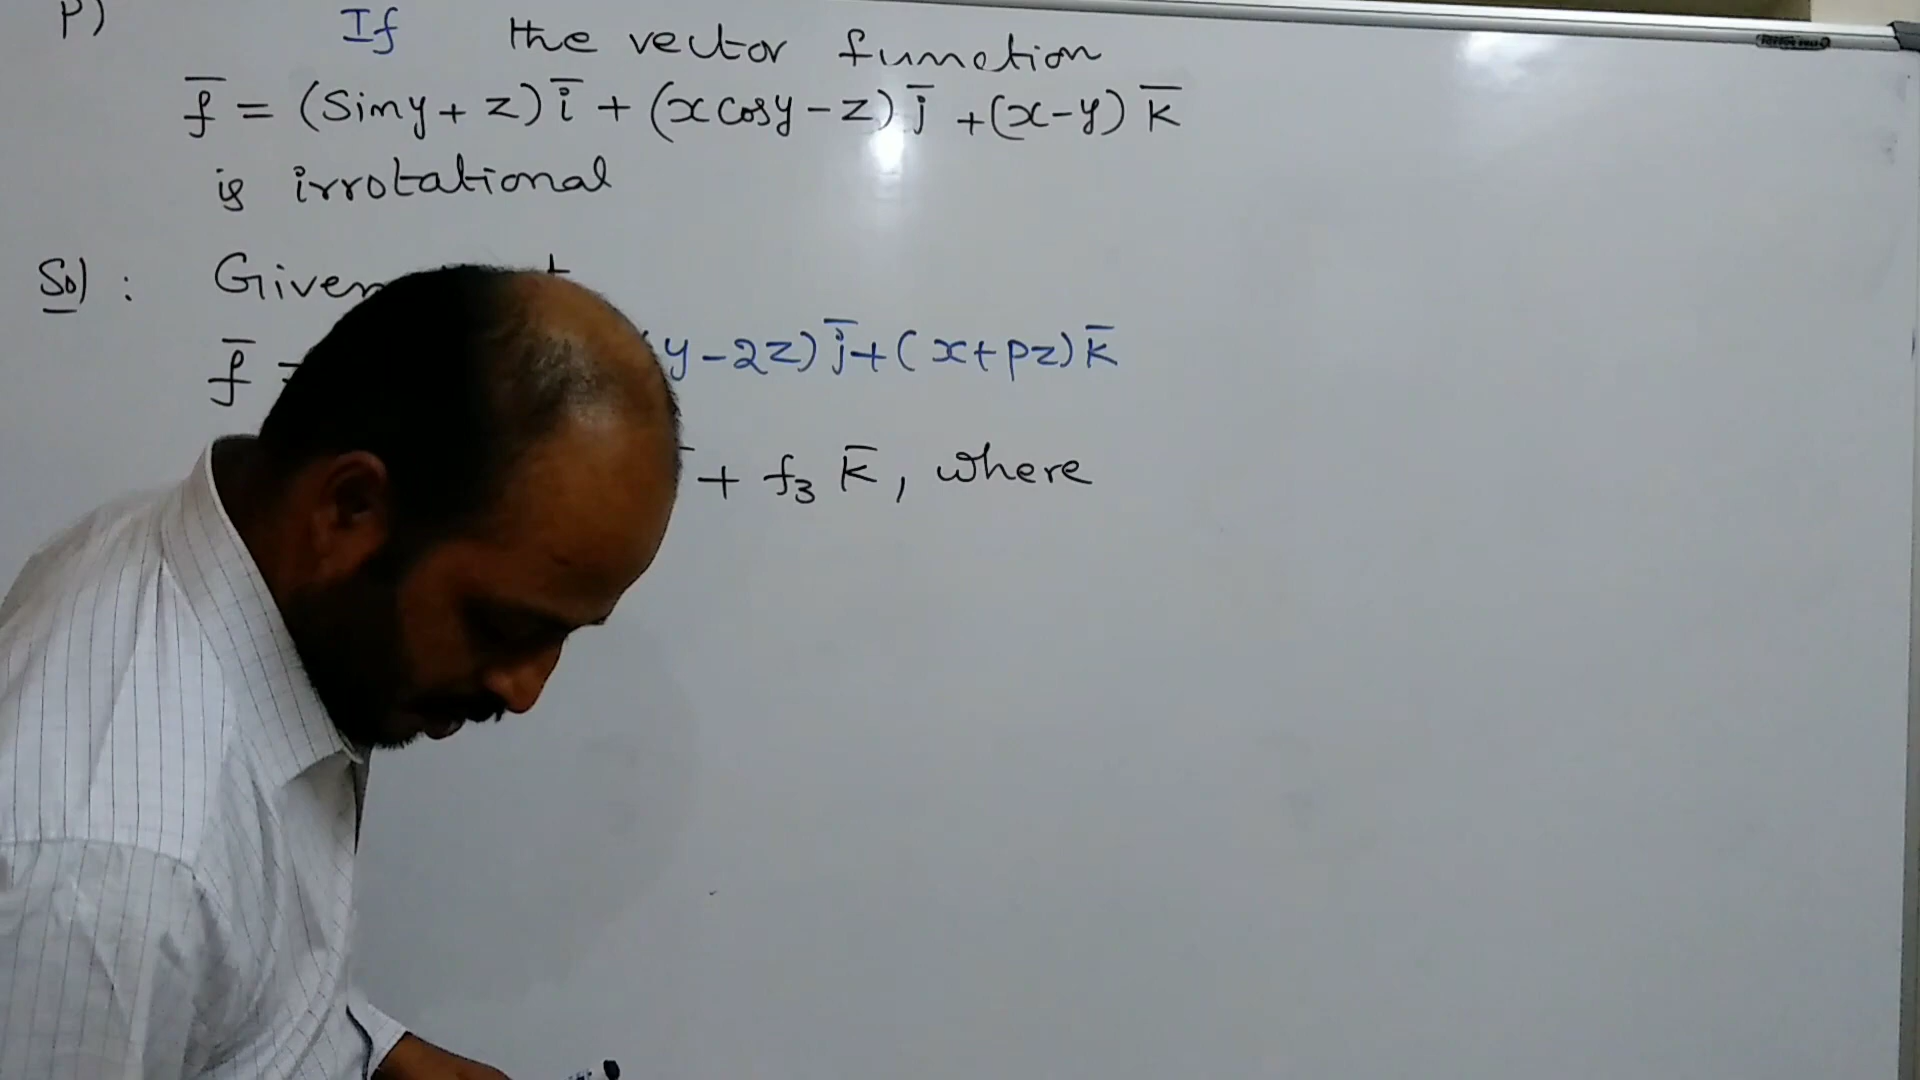 P) If the vector function
f̅ = (Siny + z) i̅ + (x cosy - z) j̅ + (x - y) k̅
is irrotational
Sol : Given
f̅ = y - 2z) j̅ + (x + pz) k̅
+ f₃ k̅, where